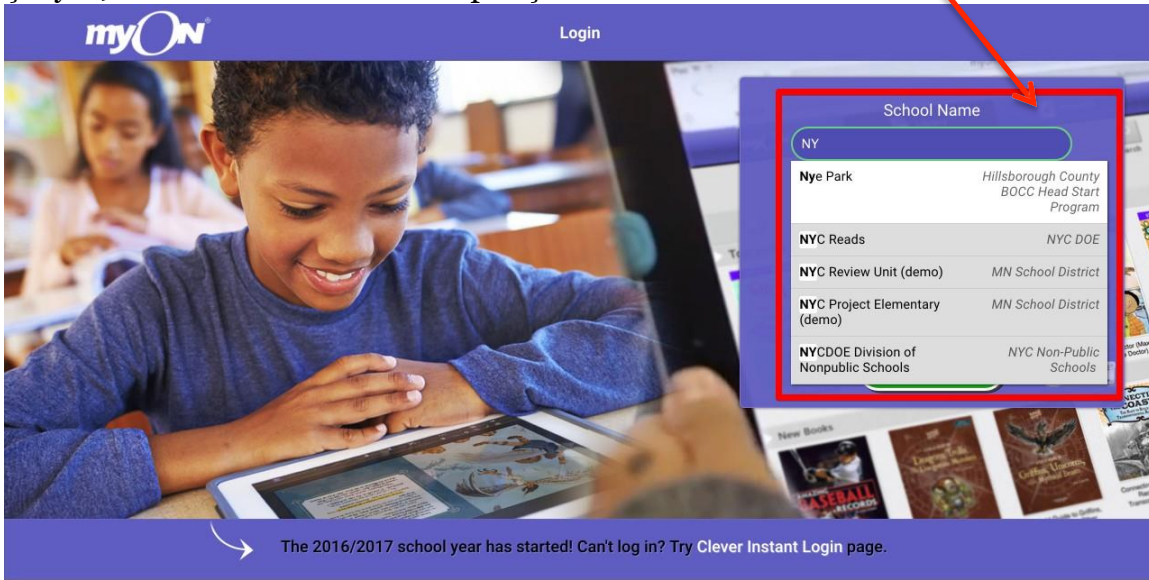 myON
Login
School Name
NY
Nye Park
Hillsborough County
BOCC Head Start
Program
NYC Reads
NYC DOE
NYC Review Unit (demo)
MN School District
NYC Project Elementary
(demo)
MN School District
NYCDOE Division of
Nonpublic Schools
NYC Non-Public
Schools
New Books
BASEBALL
RECORDS
The 2016/2017 school year has started! Can't log in? Try Clever Instant Login page.